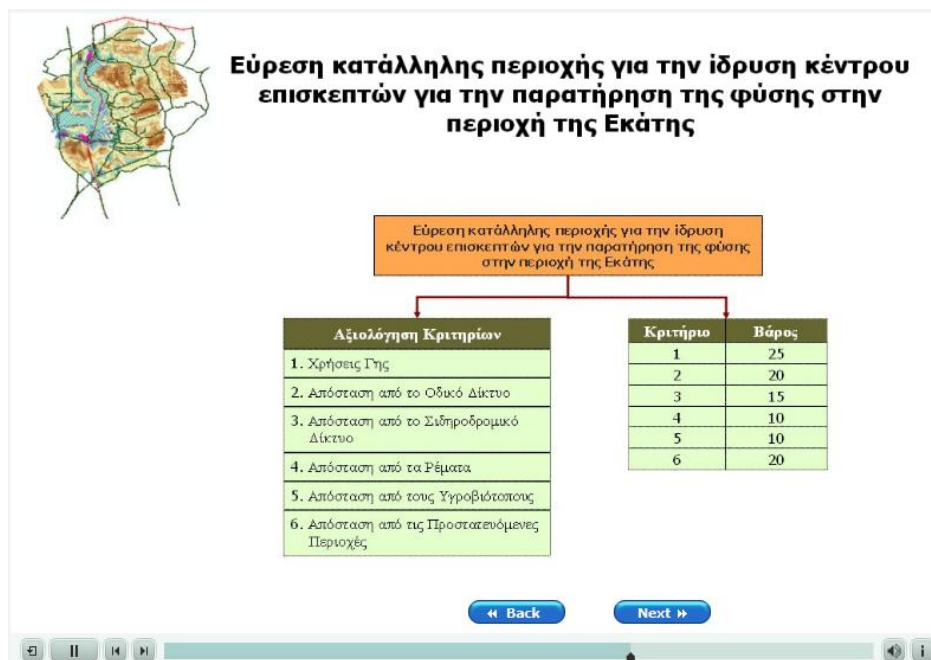 Εύρεση κατάλληλης περιοχής για την ίδρυση κέντρου
επισκεπτών για την παρατήρηση της φύσης στην
περιοχή της Εκάτης
Εύρεση κατάλληλης περιοχής για την ίδρυση
κέντρου επισκεπτών για την παρατήρηση της φύσης
στην περιοχή της Εκάτης
Αξιολόγηση Κριτηρίων
1. Χρήσεις Γης
2. Απόσταση από το Οδικό Δίκτυο
3. Απόσταση από το Σιδηροδρομικό
Δίκτυο
4. Απόσταση από τα Ρέματα
5. Απόσταση από τους Υγροβιότοπους
6. Απόσταση από τις Προστατευόμενες
Περιοχές
Κριτήριο Βάρος
1 25
2 20
3 15
4 10
5 10
6 20
Back
Next